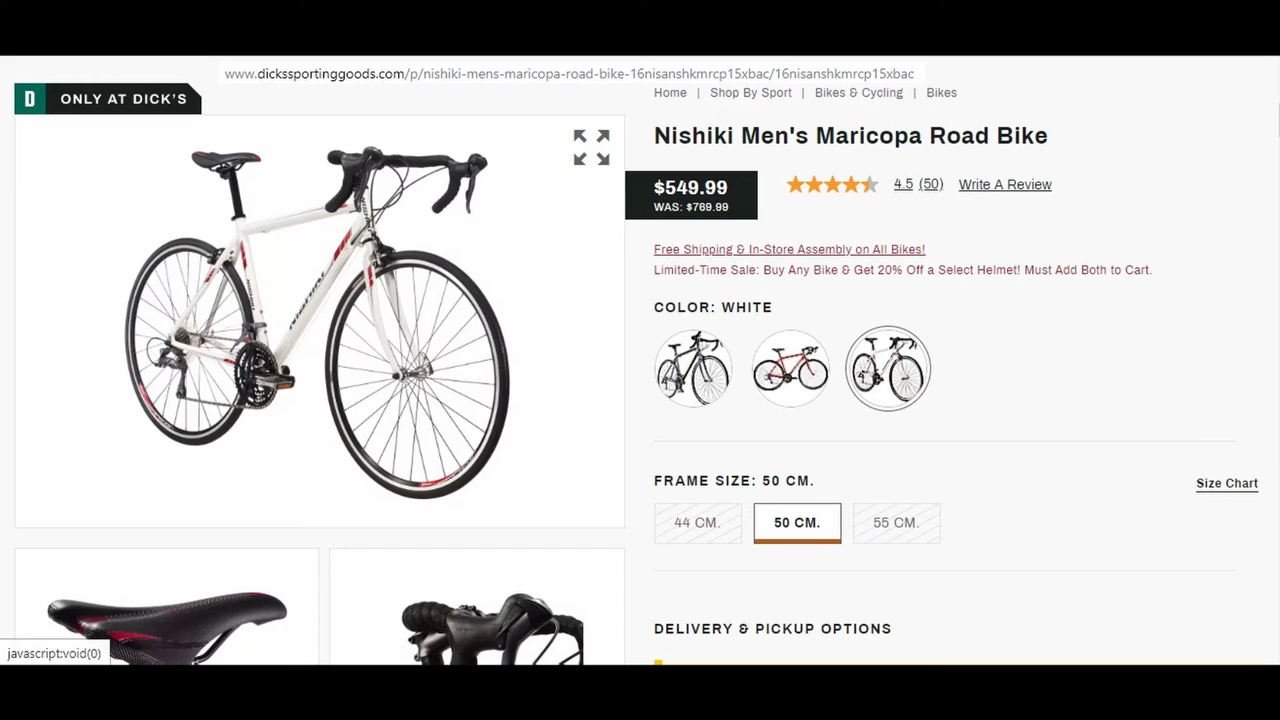 www.dickssportinggoods.com/p/nishiki-mens-maricopa-road-bike-16nisanshkmrcp15xbac/16nisanshkmrcp15xbac
D ONLY AT DICK'S
Home | Shop By Sport | Bikes & Cycling | Bikes
Nishiki Men's Maricopa Road Bike
$549.99
WAS: $769.99
4.5 (50) Write A Review
Free Shipping & In-Store Assembly on All Bikes!
Limited-Time Sale: Buy Any Bike & Get 20% Off a Select Helmet! Must Add Both to Cart.
COLOR: WHITE
FRAME SIZE: 50 CM.
Size Chart
44 CM.
50 CM.
55 CM.
DELIVERY & PICKUP OPTIONS
javascript:void(0)